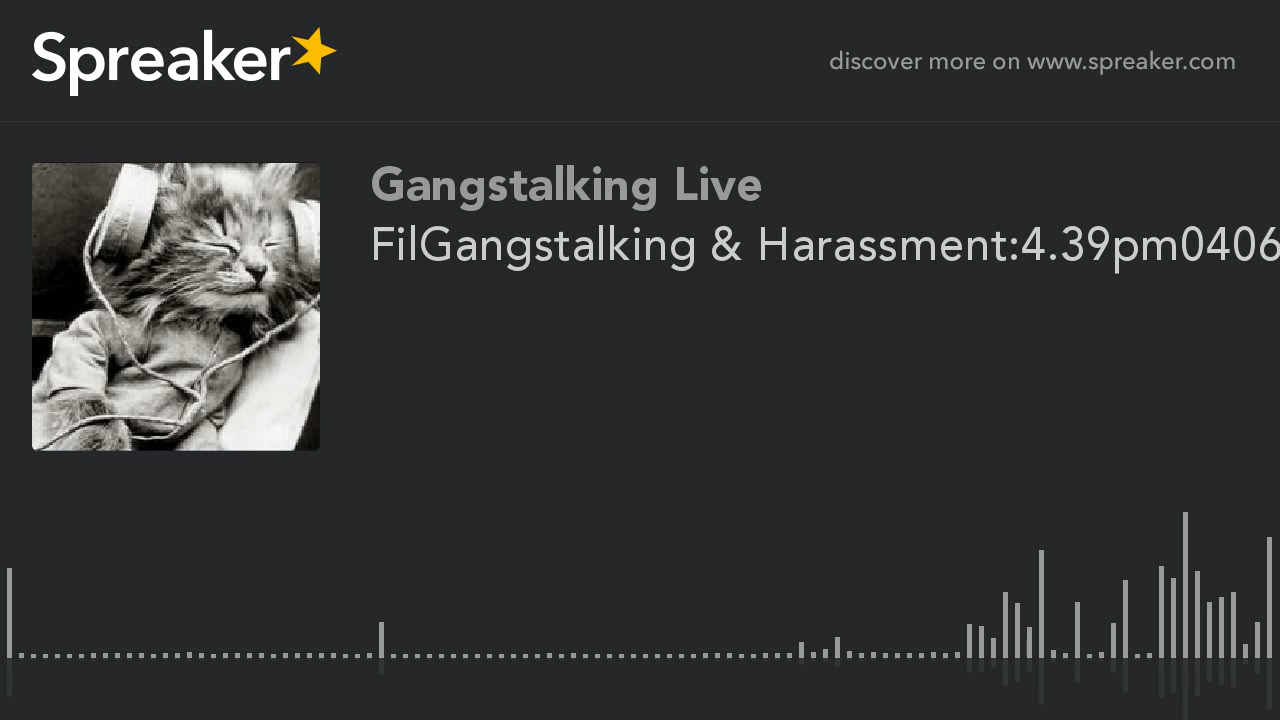 Spreaker
discover more on www.spreaker.com
Gangstalking Live
FilGangstalking & Harassment:4.39pm0406